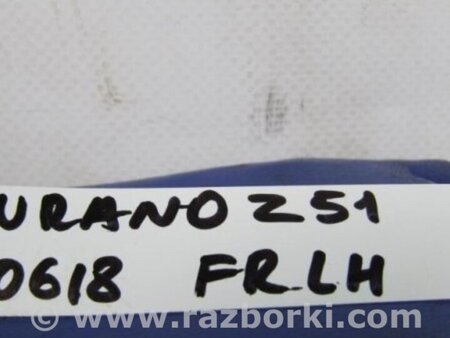 URANO Z51
0618 FR.LH
www.razborki.com